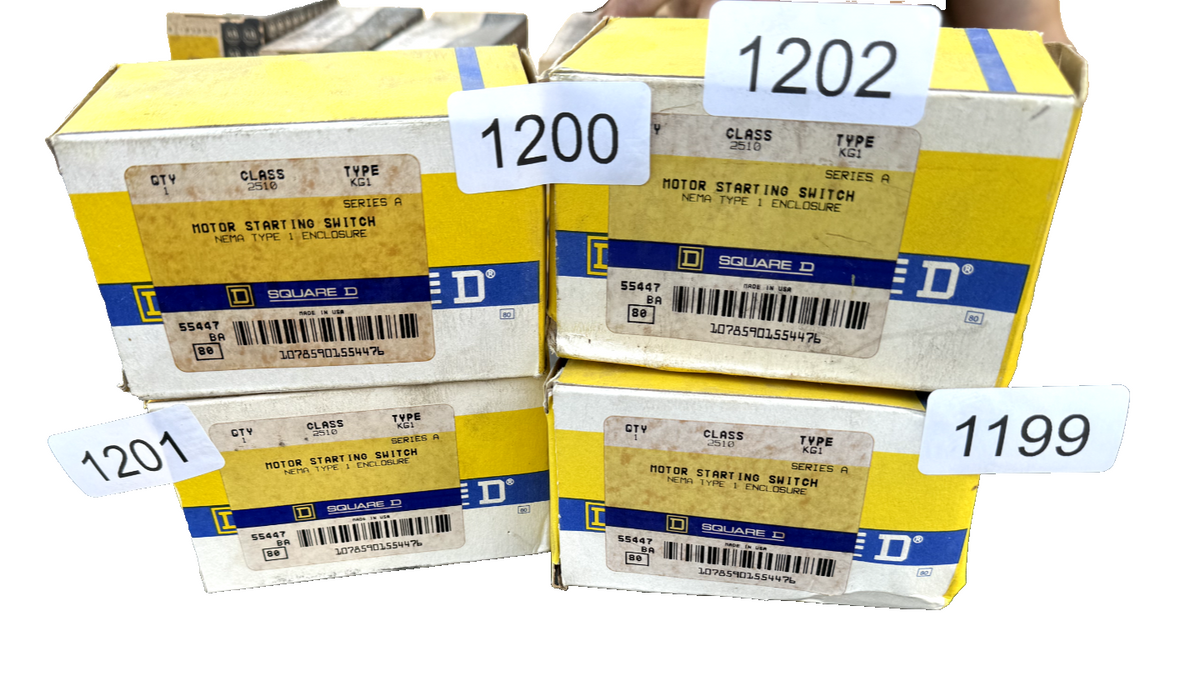 1200
QTY CLASS TYPE
1 2510 KG1
SERIES A
MOTOR STARTING SWITCH
NEMA TYPE 1 ENCLOSURE
D SQUARE D
D®
MADE IN USA
55447
BA
80
10785901554476
80
1202
Y CLASS TYPE
2510 KG1
SERIES A
MOTOR STARTING SWITCH
NEMA TYPE 1 ENCLOSURE
D SQUARE D
D®
MADE IN USA
55447
BA
80
10785901554476
80
1201
QTY CLASS TYPE
1 2510 KG1
SERIES A
MOTOR STARTING SWITCH
NEMA TYPE 1 ENCLOSURE
D SQUARE D
D®
MADE IN USA
55447
BA
80
10785901554476
80
1199
QTY CLASS TYPE
1 2510 KG1
SERIES A
MOTOR STARTING SWITCH
NEMA TYPE 1 ENCLOSURE
D SQUARE D
D®
MADE IN USA
55447
BA
80
10785901554476
80